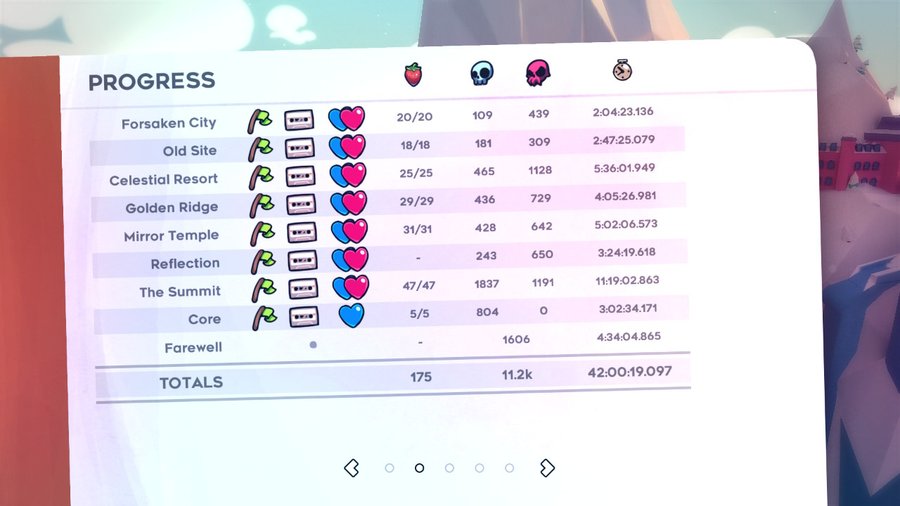 PROGRESS
Forsaken City 20/20 109 439 2:04:23.136
Old Site 18/18 181 309 2:47:25.079
Celestial Resort 25/25 465 1128 5:36:01.949
Golden Ridge 29/29 436 729 4:05:26.981
Mirror Temple 31/31 428 642 5:02:06.573
Reflection - 243 650 3:24:19.618
The Summit 47/47 1837 1191 11:19:02.863
Core 5/5 804 0 3:02:34.171
Farewell - 1606 4:34:04.865
TOTALS 175 11.2k 42:00:19.097